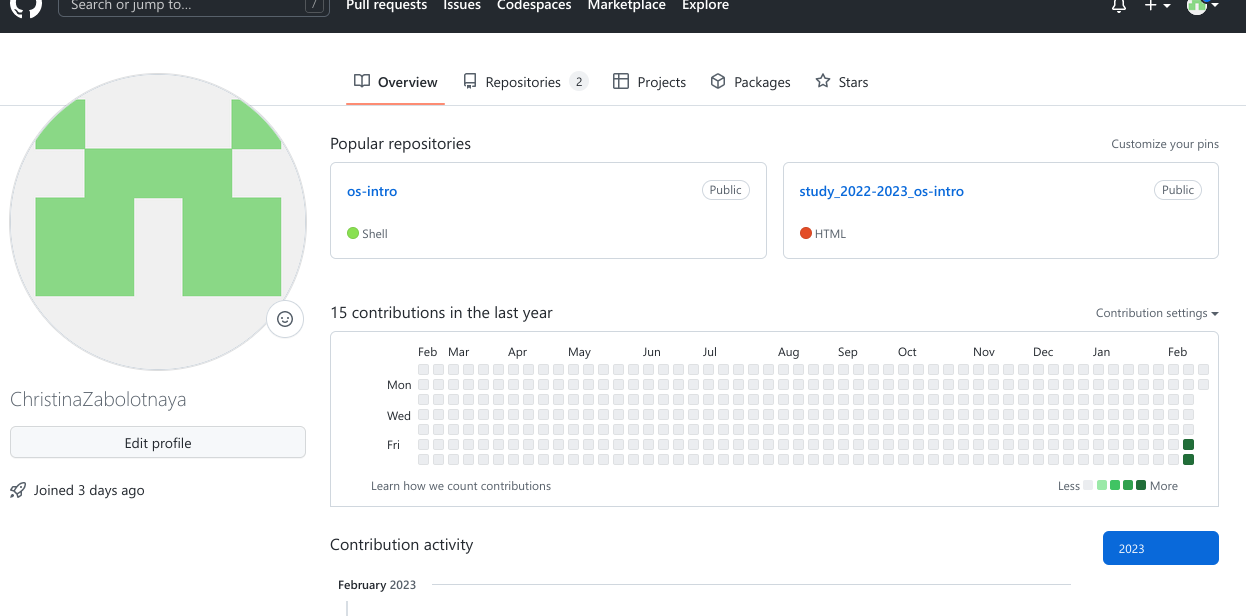 Search or jump to... /
Pull requests Issues Codespaces Marketplace Explore
Overview Repositories 2 Projects Packages Stars
Popular repositories Customize your pins
os-intro Public
Shell
study_2022-2023_os-intro Public
HTML
15 contributions in the last year Contribution settings
Feb Mar Apr May Jun Jul Aug Sep Oct Nov Dec Jan Feb
Mon
Wed
Fri
Learn how we count contributions Less More
ChristinaZabolotnaya
Edit profile
Joined 3 days ago
Contribution activity
2023
February 2023